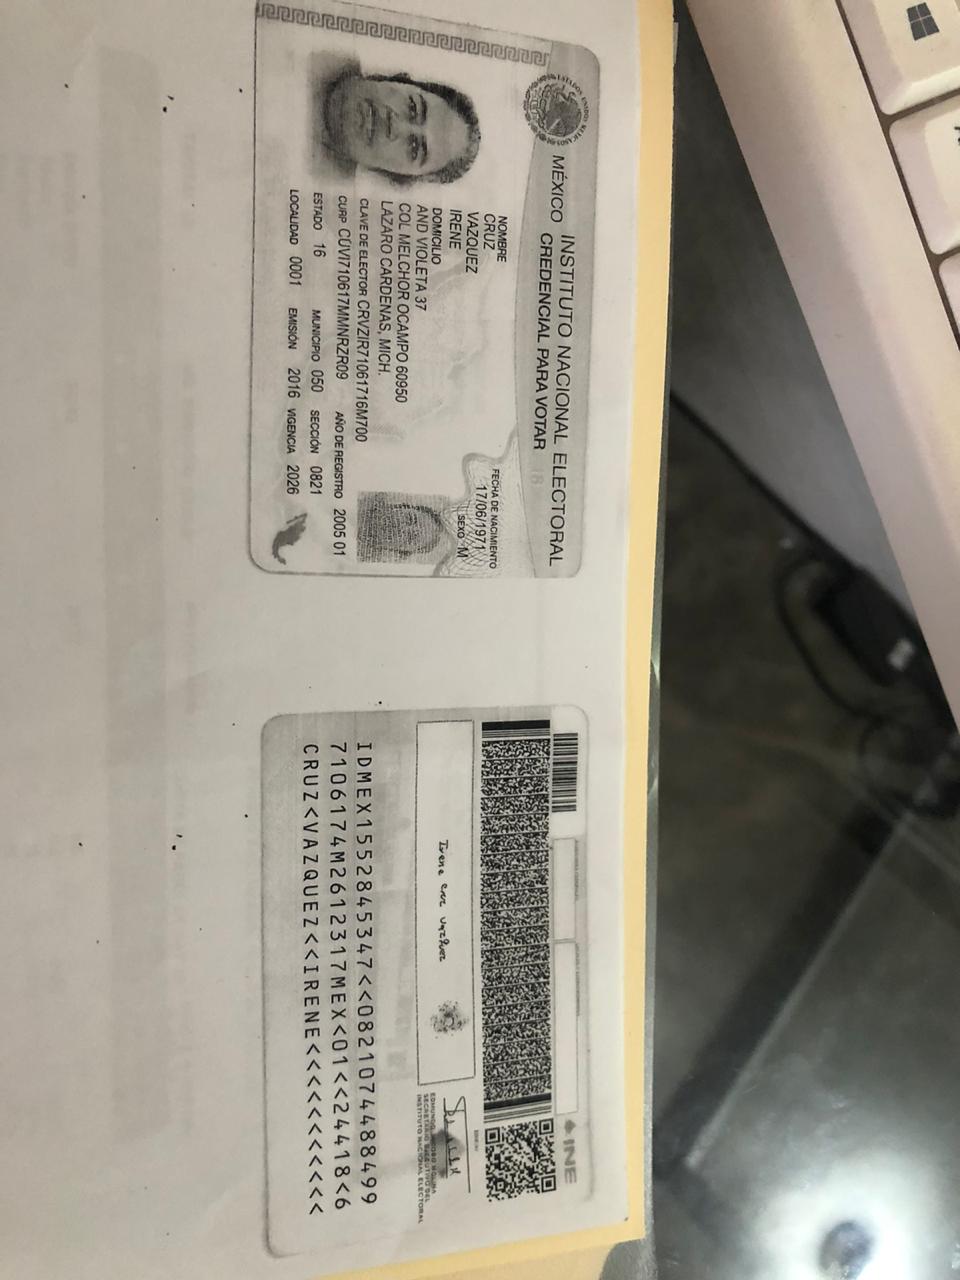 INSTITUTO NACIONAL ELECTORAL
MÉXICO CREDENCIAL PARA VOTAR
NOMBRE
CRUZ
VAZQUEZ
IRENE
FECHA DE NACIMIENTO
17/06/1971
SEXO M
DOMICILIO
AND VIOLETA 37
COL MELCHOR OCAMPO 60950
LAZARO CARDENAS, MICH.
CLAVE DE ELECTOR CRVZIR71061716M700
CURP CUVI710617MMNRZR09 AÑO DE REGISTRO 2005 01
ESTADO 16 MUNICIPIO 050 SECCIÓN 0821
LOCALIDAD 0001 EMISIÓN 2016 VIGENCIA 2026
INE
Irene cruz vazquez
EDMUNDO JACOBO MOLINA
SECRETARIO EJECUTIVO DEL
INSTITUTO NACIONAL ELECTORAL
IDMEX1552845347<<0821074488499
7106174M2612317MEX<01<<24418<6
CRUZ<VAZQUEZ<<IRENE<<<<<<<<<<<